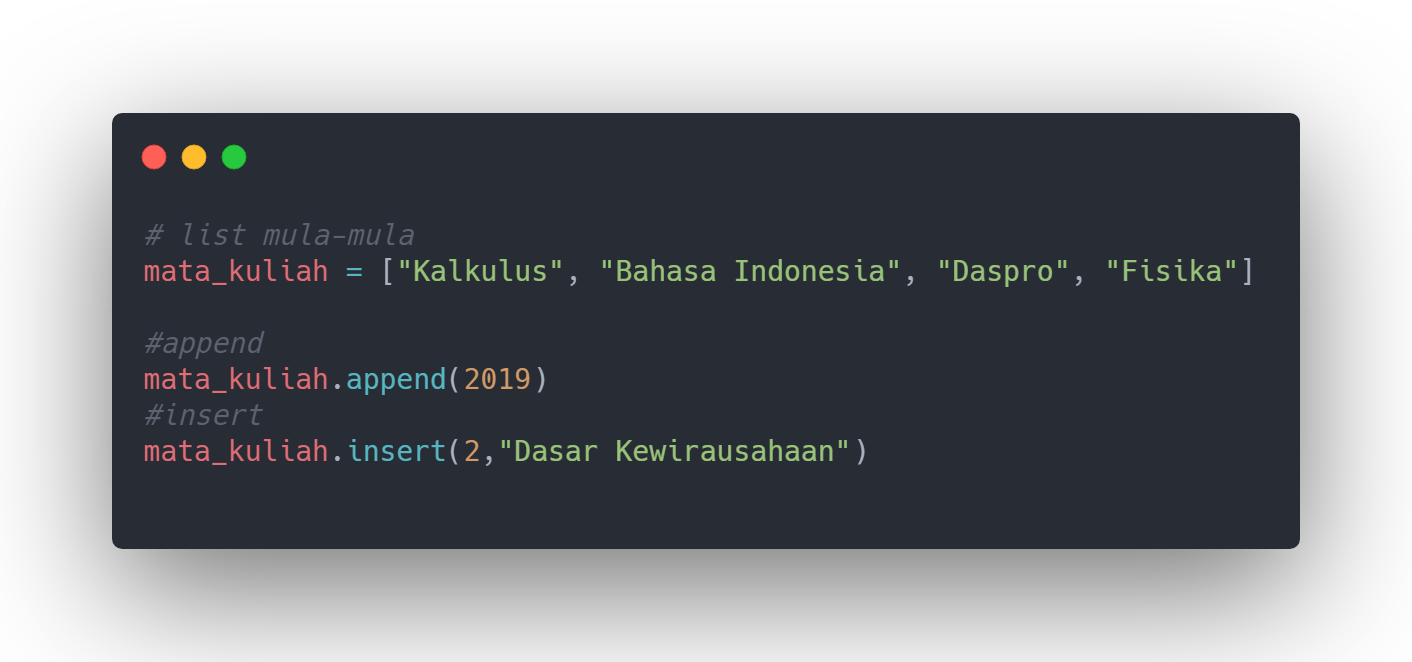 # list mula-mula
mata_kuliah = ["Kalkulus", "Bahasa Indonesia", "Daspro", "Fisika"]
#append
mata_kuliah.append(2019)
#insert
mata_kuliah.insert(2,"Dasar Kewirausahaan")